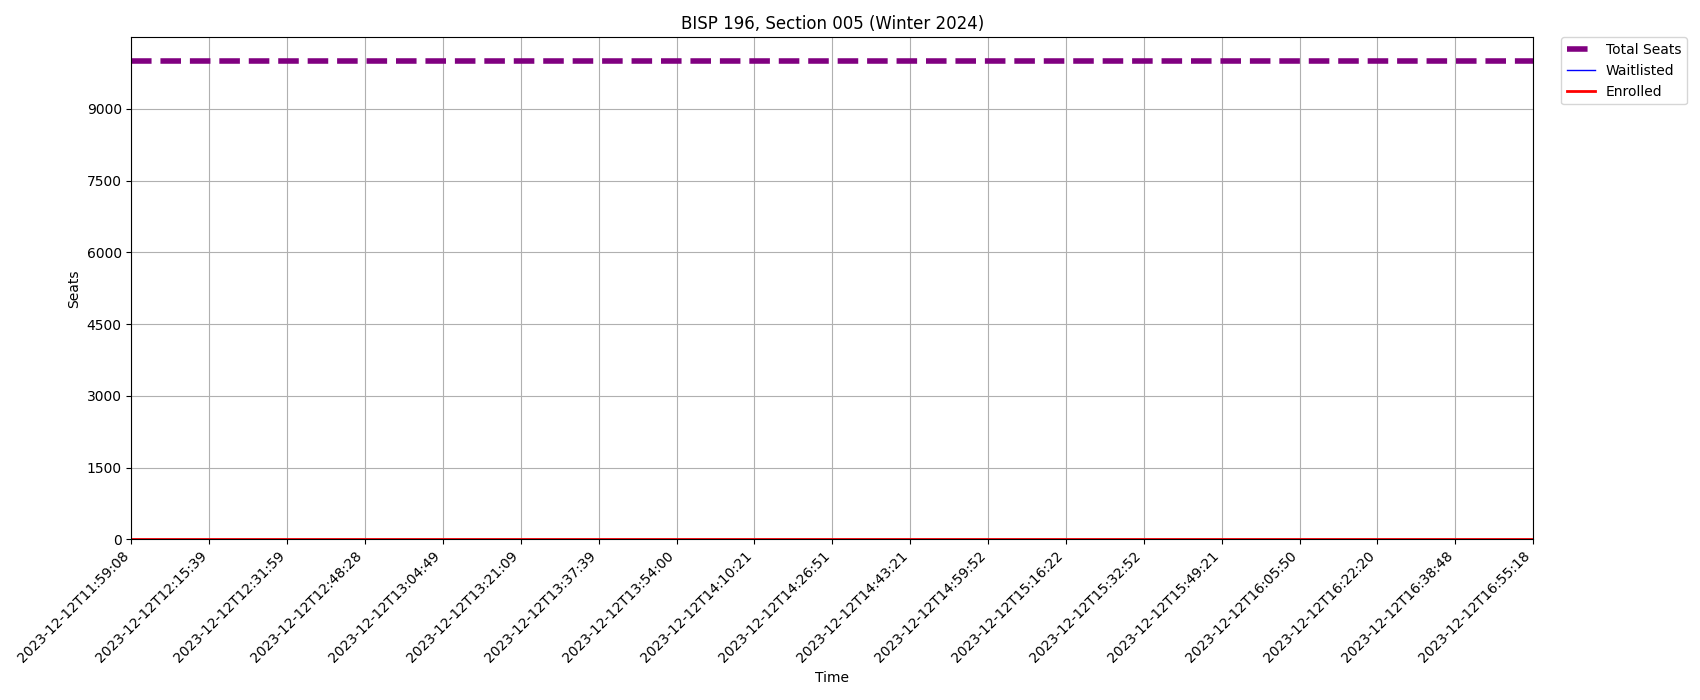 BISP 196, Section 005 (Winter 2024)
Total Seats
Waitlisted
Enrolled
9000
7500
6000
4500
3000
1500
0
Seats
2023-12-12T11:59:08
2023-12-12T12:15:39
2023-12-12T12:31:59
2023-12-12T12:48:28
2023-12-12T13:04:49
2023-12-12T13:21:09
2023-12-12T13:37:39
2023-12-12T13:54:00
2023-12-12T14:10:21
2023-12-12T14:26:51
2023-12-12T14:43:21
2023-12-12T14:59:52
2023-12-12T15:16:22
2023-12-12T15:32:52
2023-12-12T15:49:21
2023-12-12T16:05:50
2023-12-12T16:22:20
2023-12-12T16:38:48
2023-12-12T16:55:18
Time